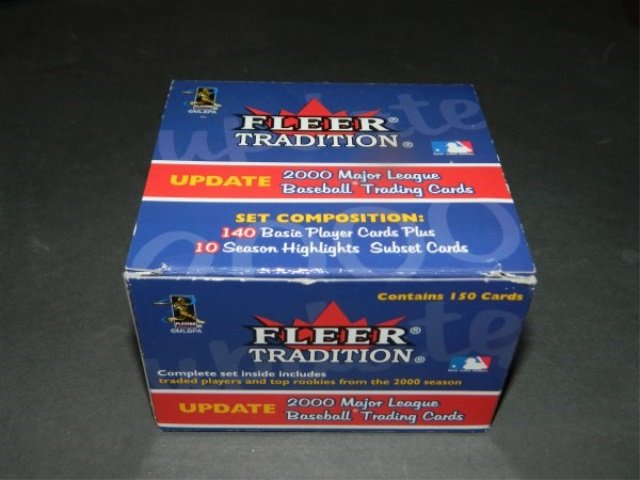 ©MLBPA
FLEER®
TRADITION®
UPDATE 2000 Major League
Baseball® Trading Cards
SET COMPOSITION:
140 Basic Player Cards Plus
10 Season Highlights Subset Cards
Contains 150 Cards
©MLBPA
FLEER®
TRADITION®
Complete set inside includes
traded players and top rookies from the 2000 season
UPDATE 2000 Major League
Baseball® Trading Cards